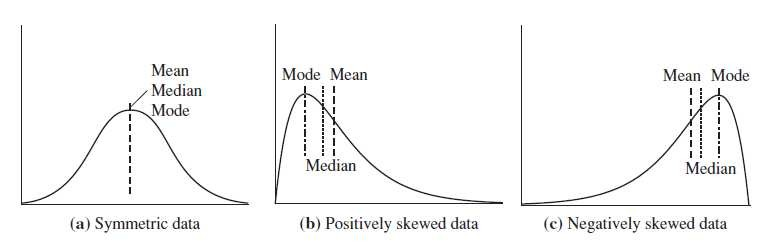 Mean
Median
Mode
(a) Symmetric data
Mode Mean
Median
(b) Positively skewed data
Mean Mode
Median
(c) Negatively skewed data